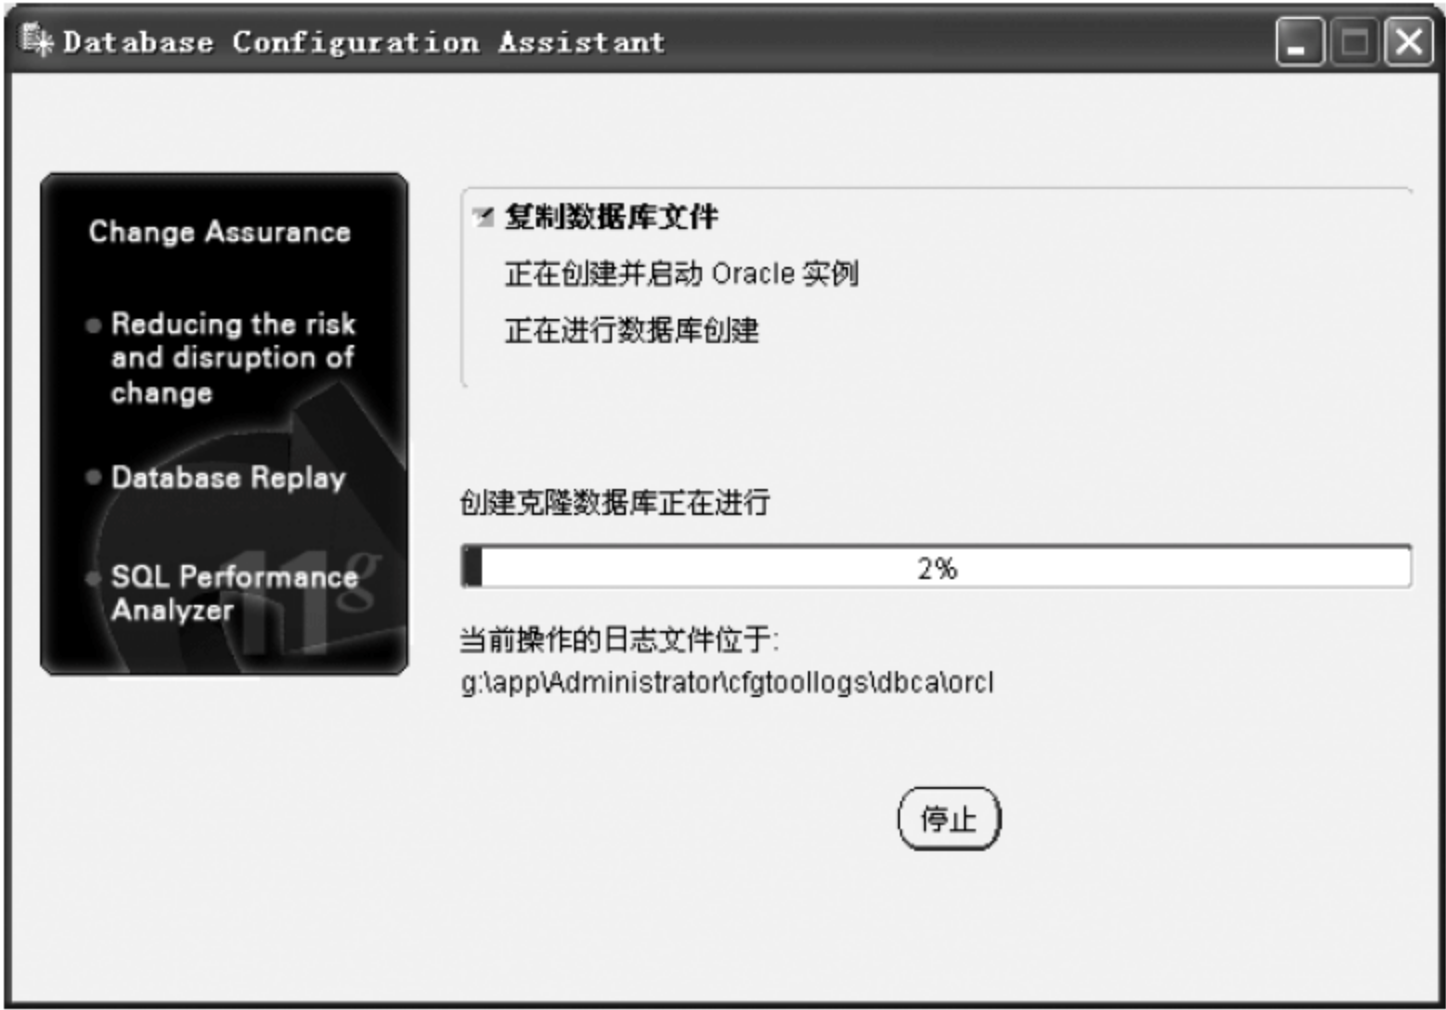 Database Configuration Assistant
Change Assurance
Reducing the risk
and disruption of
change
Database Replay
SQL Performance
Analyzer
11g
复制数据库文件
正在创建并启动 Oracle 实例
正在进行数据库创建
创建克隆数据库正在进行
2%
当前操作的日志文件位于:
g:\app\Administrator\cfgtoollogs\dbca\orcl
停止